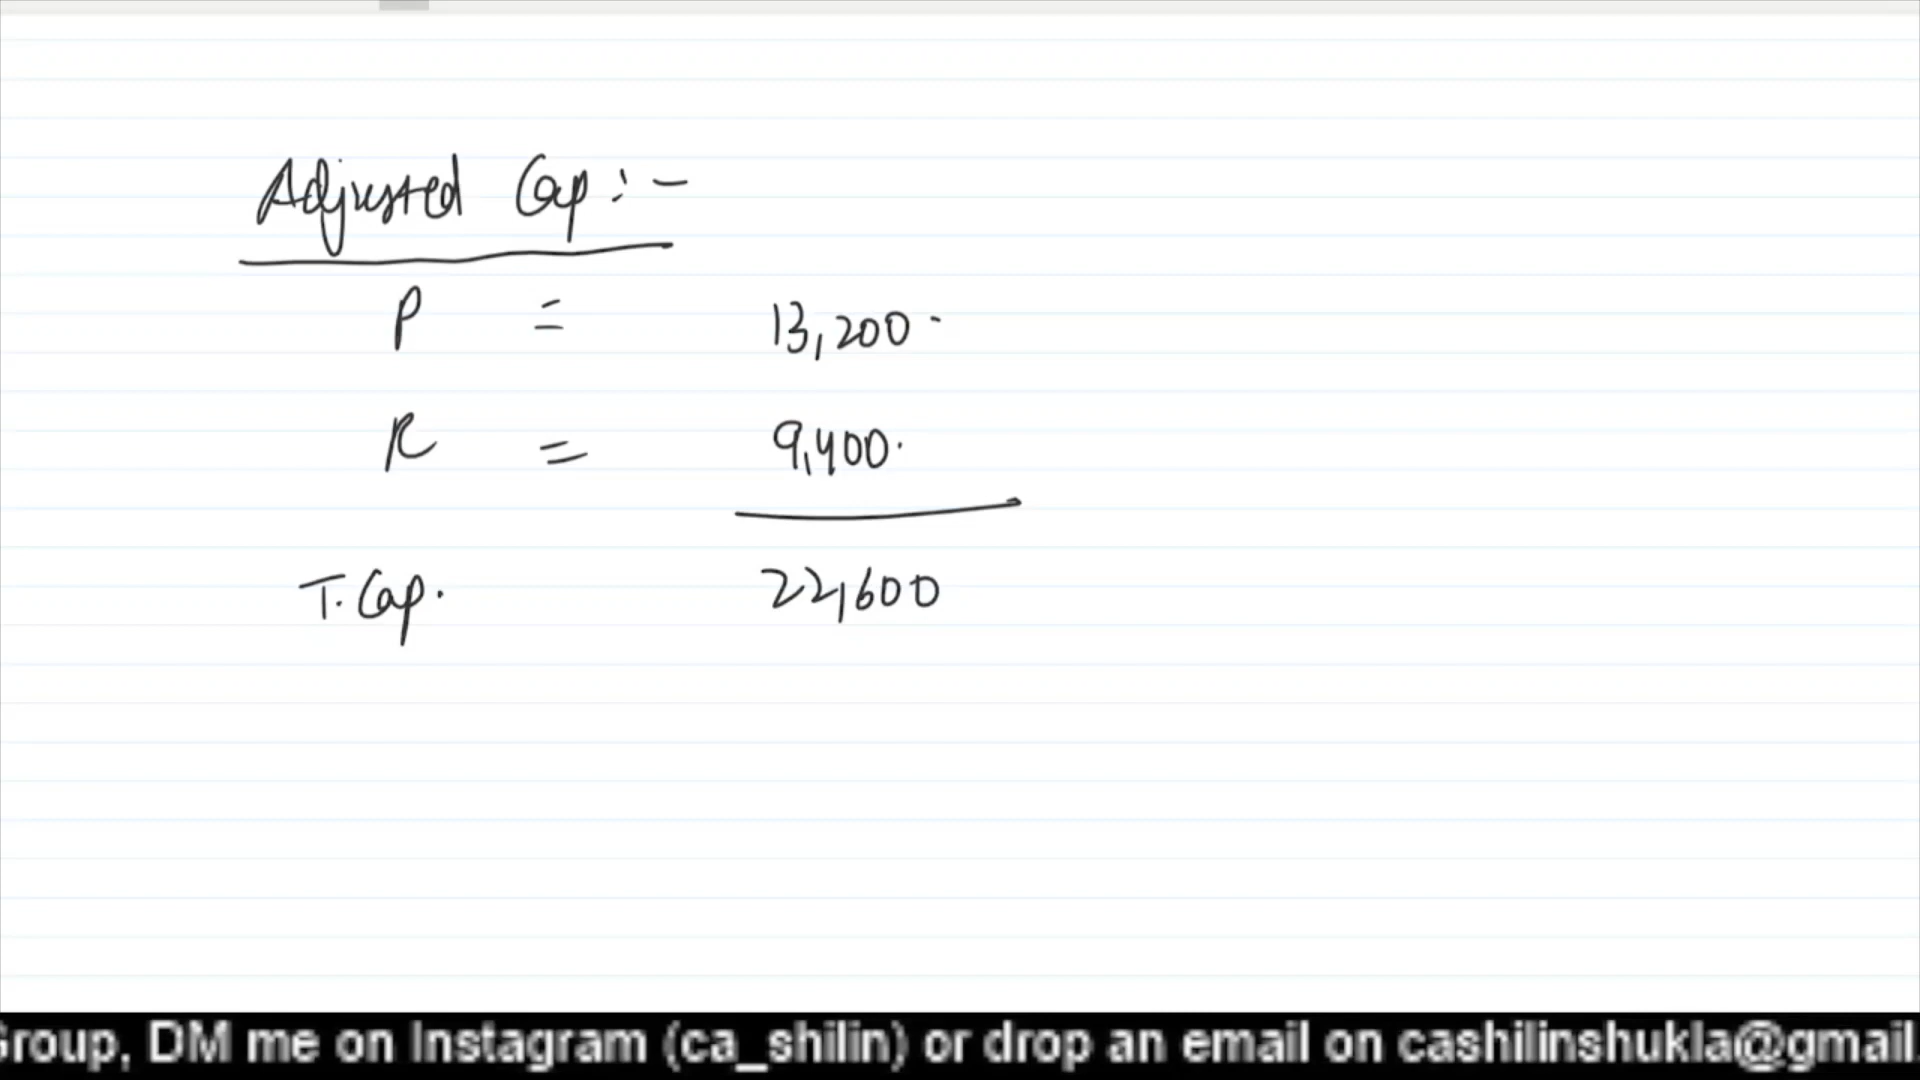 Adjusted Cap:-
P = 13,200.
R = 9,400.
T. Cap. 22,600
Group, DM me on Instagram (ca_shilin) or drop an email on cashilinshukla@gmail.